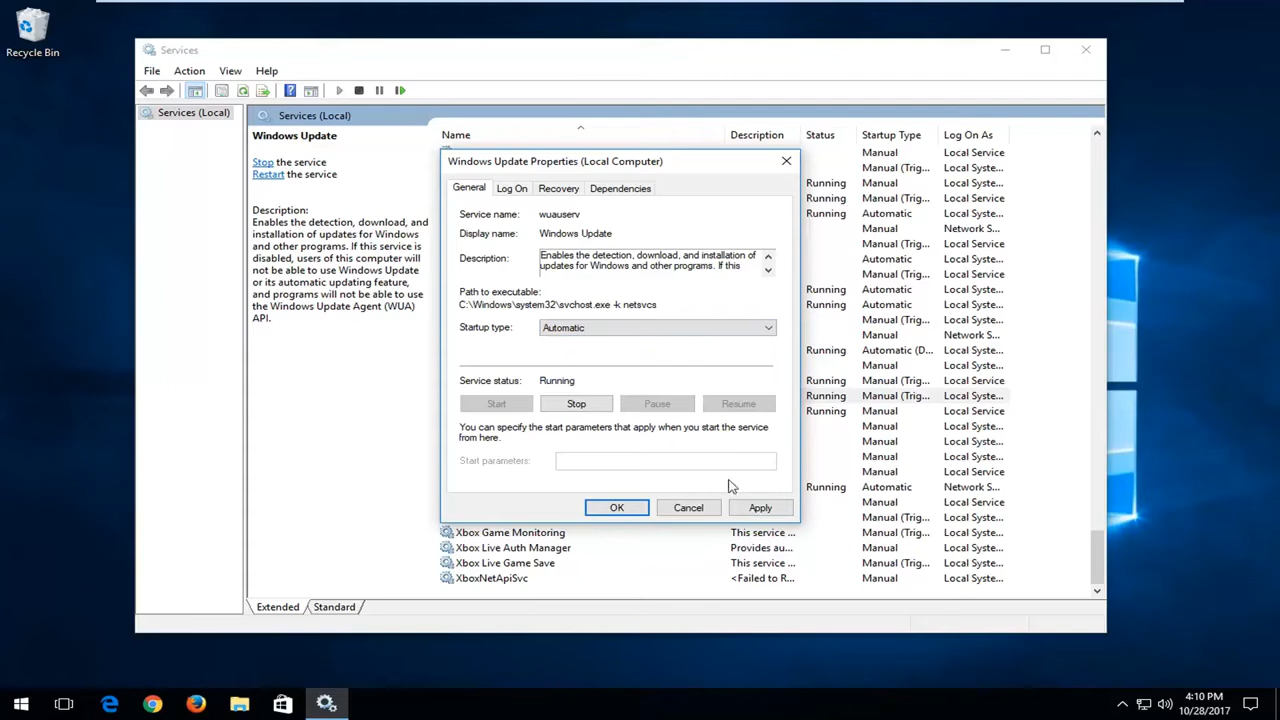 Recycle Bin
Services
File Action View Help
Services (Local)
Services (Local)
Windows Update
Stop the service
Restart the service
Description:
Enables the detection, download, and
installation of updates for Windows
and other programs. If this service is
disabled, users of this computer will
not be able to use Windows Update
or its automatic updating feature,
and programs will not be able to use
the Windows Update Agent (WUA)
API.
Name Description Status Startup Type Log On As
Manual Local Service
Manual (Trig... Local Syste...
Running Manual Local Service
Running Manual (Trig... Local Service
Running Automatic Local Syste...
Manual Network S...
Running Automatic Local Service
Running
Manual (Trig... Local Syste...
Manual Network S...
Running Automatic (D... Local Syste...
Manual Local Syste...
Running Manual (Trig... Local Service
Running Manual (Trig... Local Syste...
Running Manual Local Service
Manual Local Syste...
Manual Local Syste...
Manual Local Syste...
Manual Local Service
Running Automatic Network S...
Manual Local Syste...
Manual (Trig... Local Syste...
Xbox Game Monitoring This service ... Manual (Trig... Local Syste...
Xbox Live Auth Manager Provides au... Manual Local Syste...
Xbox Live Game Save This service ... Manual (Trig... Local Syste...
XboxNetApiSvc <Failed to R... Manual Local Syste...
Extended Standard
Windows Update Properties (Local Computer)
General Log On Recovery Dependencies
Service name: wuauserv
Display name: Windows Update
Description: Enables the detection, download, and installation of
updates for Windows and other programs. If this
Path to executable:
C:\Windows\system32\svchost.exe -k netsvcs
Startup type: Automatic
Service status: Running
Start Stop Pause Resume
You can specify the start parameters that apply when you start the service
from here.
Start parameters:
OK Cancel Apply
4:10 PM
10/28/2017